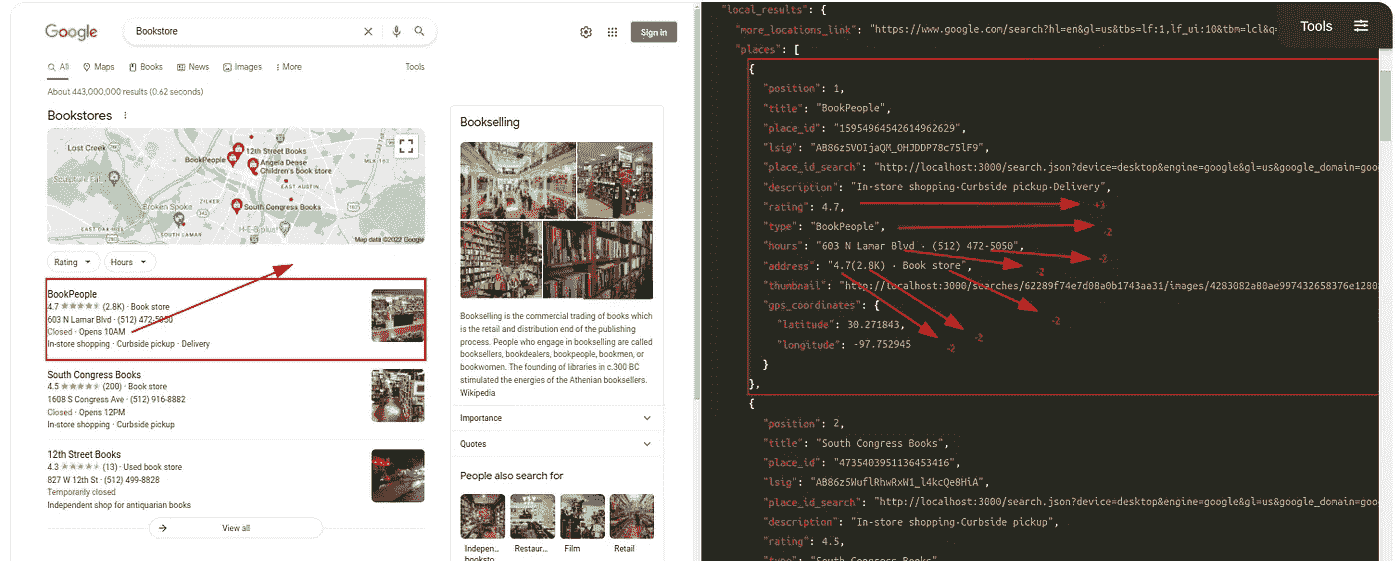 Google
Bookstore
Sign in
All
Maps
Books
News
Images
More
Tools
About 443,000,000 results (0.62 seconds)
Bookstores
Lost Creek
12th Street Books
BookPeople
Angela Dease
Children's book store
EAST AUSTIN
ZILKER
Broken Spoke
South Congress Books
EAST OAK HILL
SOUTH LAMAR
H-E-B plus!
Map data ©2022 Google
Rating
Hours
BookPeople
4.7 (2.8K) · Book store
603 N Lamar Blvd · (512) 472-5050
Closed · Opens 10AM
In-store shopping · Curbside pickup · Delivery
South Congress Books
4.5 (200) · Book store
1608 S Congress Ave · (512) 916-8882
Closed · Opens 12PM
In-store shopping · Curbside pickup
12th Street Books
4.3 (13) · Used book store
827 W 12th St · (512) 499-8828
Temporarily closed
Independent shop for antiquarian books
View all
Bookselling
Bookselling is the commercial trading of books which
is the retail and distribution end of the publishing
process. People who engage in bookselling are called
booksellers, bookdealers, bookpeople, bookmen, or
bookwomen. The founding of libraries in c.300 BC
stimulated the energies of the Athenian booksellers.
Wikipedia
Importance
Quotes
People also search for
Indepen...
booksto...
Restaur...
Film
Retail
"local_results": {
"more_locations_link": "https://www.google.com/search?hl=en&gl=us&tbs=lf:1,lf_ui:10&tbm=lcl&q=
Tools
"places": [
{
"position": 1,
"title": "BookPeople",
"place_id": "15954964542614962629",
"lsig": "AB86z5VOIjaQM_OHJDDP78c75lF9",
"place_id_search": "http://localhost:3000/search.json?device=desktop&engine=google&gl=us&google_domain=goo
"description": "In-store shopping·Curbside pickup·Delivery",
"rating": 4.7,
+3
"type": "BookPeople",
-2
"hours": "603 N Lamar Blvd · (512) 472-5050",
-2
-2
"address": "4.7(2.8K) · Book store",
"thumbnail": "http://localhost:3000/searches/62289f74e7d08a0b1743aa31/images/4283082a80ae997432658376e1280
"gps_coordinates": {
-2
"latitude": 30.271843,
-2
"longitude": -97.752945
-2
}
},
{
"position": 2,
"title": "South Congress Books",
"place_id": "4735403951136453416",
"lsig": "AB86z5WuflRhwRxW1_l4kcQe8HiA",
"place_id_search": "http://localhost:3000/search.json?device=desktop&engine=google&gl=us&google_domain=goo
"description": "In-store shopping·Curbside pickup",
"rating": 4.5,
"type": "South Congress Books"